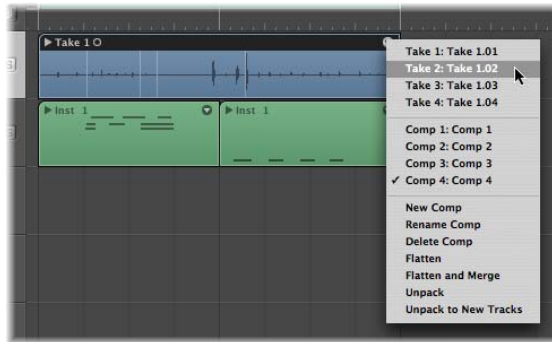 Take 1
Take 1: Take 1.01
Take 2: Take 1.02
Take 3: Take 1.03
Take 4: Take 1.04
Comp 1: Comp 1
Comp 2: Comp 2
Comp 3: Comp 3
✓ Comp 4: Comp 4
New Comp
Rename Comp
Delete Comp
Flatten
Flatten and Merge
Unpack
Unpack to New Tracks
Inst 1
Inst 1
S